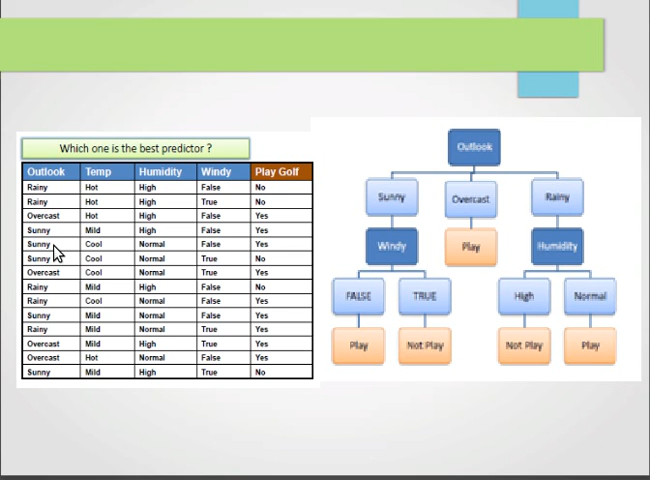 Which one is the best predictor ?
Outlook Temp Humidity Windy Play Golf
Rainy Hot High False No
Rainy Hot High True No
Overcast Hot High False Yes
Sunny Mild High False Yes
Sunny Cool Normal False Yes
Sunny Cool Normal True No
Overcast Cool Normal True Yes
Rainy Mild High False No
Rainy Cool Normal False Yes
Sunny Mild Normal False Yes
Rainy Mild Normal True Yes
Overcast Mild High True Yes
Overcast Hot Normal False Yes
Sunny Mild High True No
Outlook
Sunny Overcast Rainy
Windy Play Humidity
FALSE TRUE High Normal
Play Not Play Not Play Play